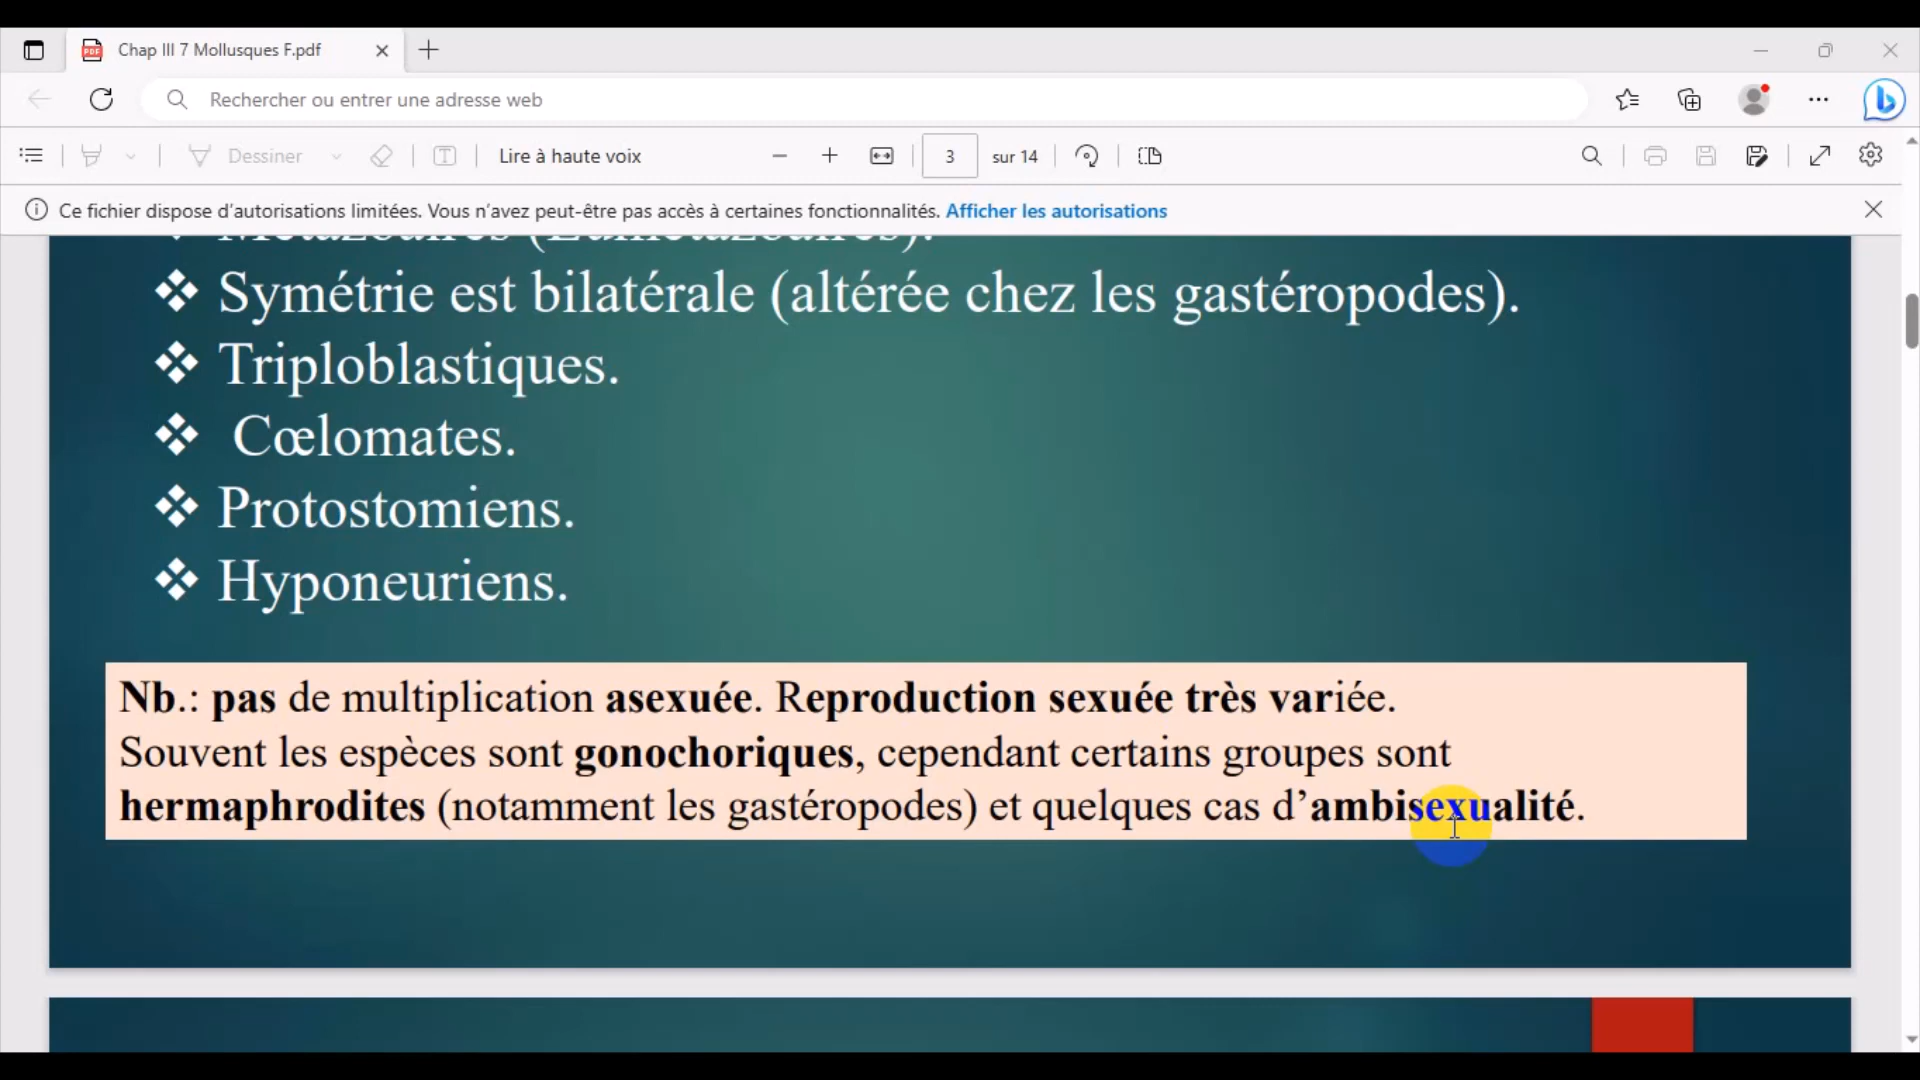 Chap III 7 Mollusques F.pdf
Rechercher ou entrer une adresse web
Dessiner
Lire à haute voix
3 sur 14
Ce fichier dispose d'autorisations limitées. Vous n'avez peut-être pas accès à certaines fonctionnalités. Afficher les autorisations
❖ Symétrie est bilatérale (altérée chez les gastéropodes).
❖ Triploblastiques.
❖ Cœlomates.
❖ Protostomiens.
❖ Hyponeuriens.
Nb.: pas de multiplication asexuée. Reproduction sexuée très variée.
Souvent les espèces sont gonochoriques, cependant certains groupes sont
hermaphrodites (notamment les gastéropodes) et quelques cas d'ambisexualité.